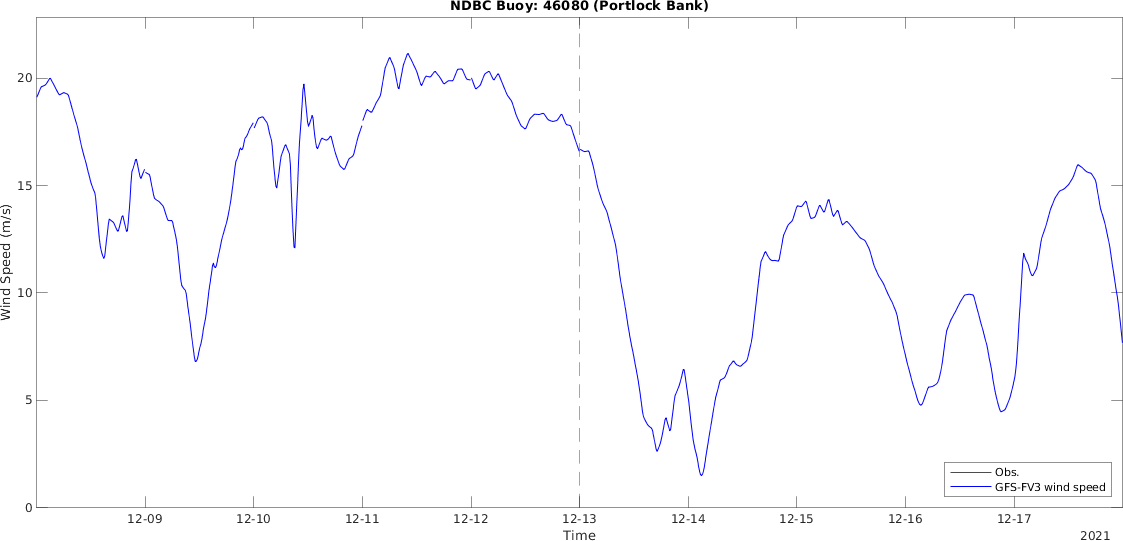 NDBC Buoy: 46080 (Portlock Bank)
20
15
10
5
0
Wind Speed (m/s)
Obs.
GFS-FV3 wind speed
12-09 12-10 12-11 12-12 12-13 12-14 12-15 12-16 12-17
Time
2021